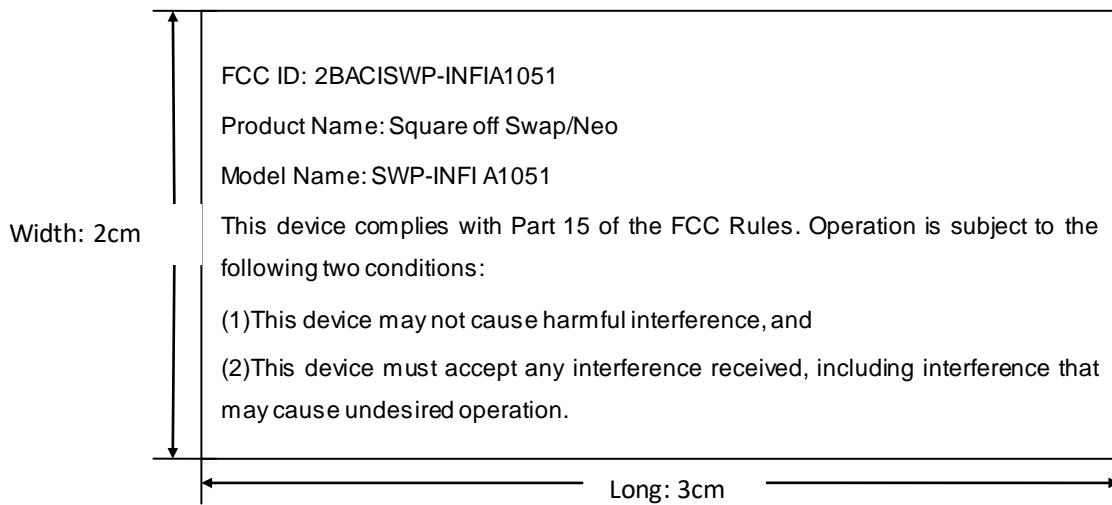 FCC ID: 2BACISWP-INFIA1051
Product Name: Square off Swap/Neo
Model Name: SWP-INFI A1051
Width: 2cm
This device complies with Part 15 of the FCC Rules. Operation is subject to the
following two conditions:
(1)This device may not cause harmful interference, and
(2)This device must accept any interference received, including interference that
may cause undesired operation.
Long: 3cm